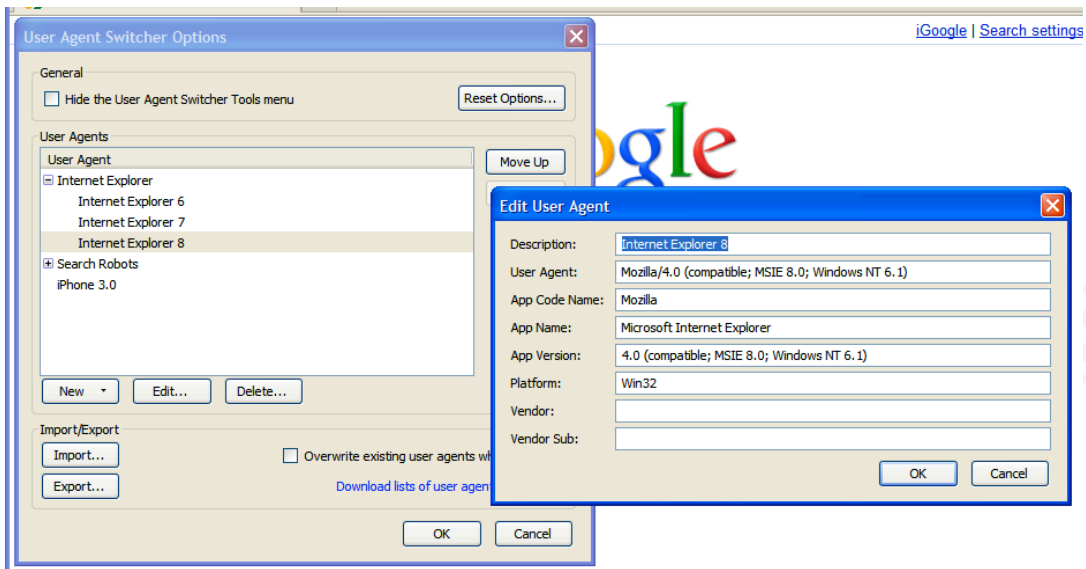 iGoogle | Search settings
User Agent Switcher Options
General
Hide the User Agent Switcher Tools menu
Reset Options...
User Agents
User Agent
Internet Explorer
Internet Explorer 6
Internet Explorer 7
Internet Explorer 8
Search Robots
iPhone 3.0
Move Up
New
Edit...
Delete...
Import/Export
Import...
Overwrite existing user agents
Export...
Download lists of user
OK
Cancel
ogle
Edit User Agent
Description:
Internet Explorer 8
User Agent:
Mozilla/4.0 (compatible; MSIE 8.0; Windows NT 6.1)
App Code Name:
Mozilla
App Name:
Microsoft Internet Explorer
App Version:
4.0 (compatible; MSIE 8.0; Windows NT 6.1)
Platform:
Win32
Vendor:
Vendor Sub:
OK
Cancel